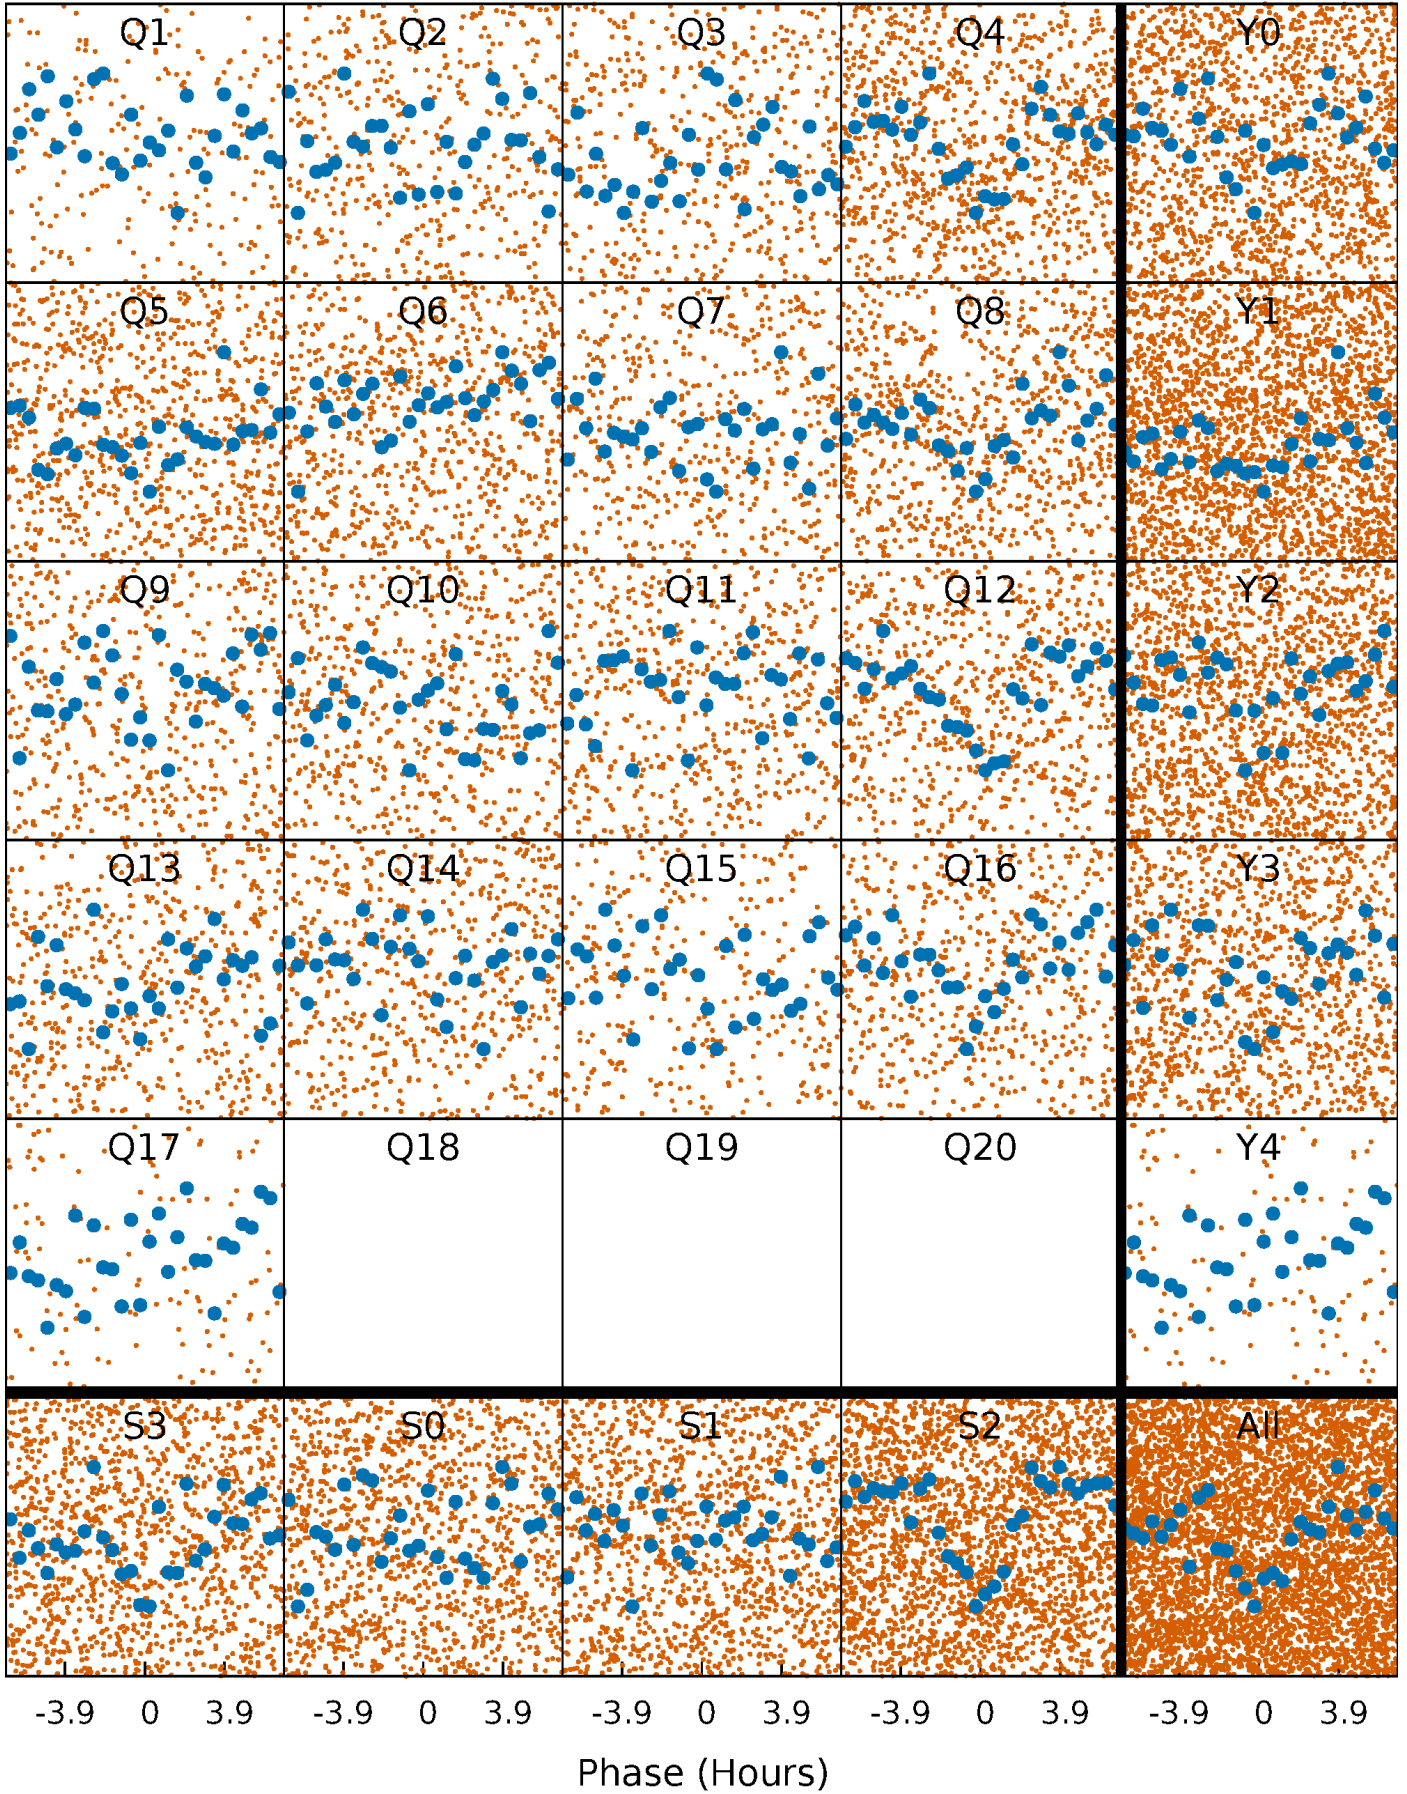 Q1 Q2 Q3 Q4 Y0
Q5 Q6 Q7 Q8 Y1
Q9 Q10 Q11 Q12 Y2
Q13 Q14 Q15 Q16 Y3
Q17 Q18 Q19 Q20 Y4
S3 S0 S1 S2 All
-3.9 0 3.9 -3.9 0 3.9 -3.9 0 3.9 -3.9 0 3.9 -3.9 0 3.9
Phase (Hours)